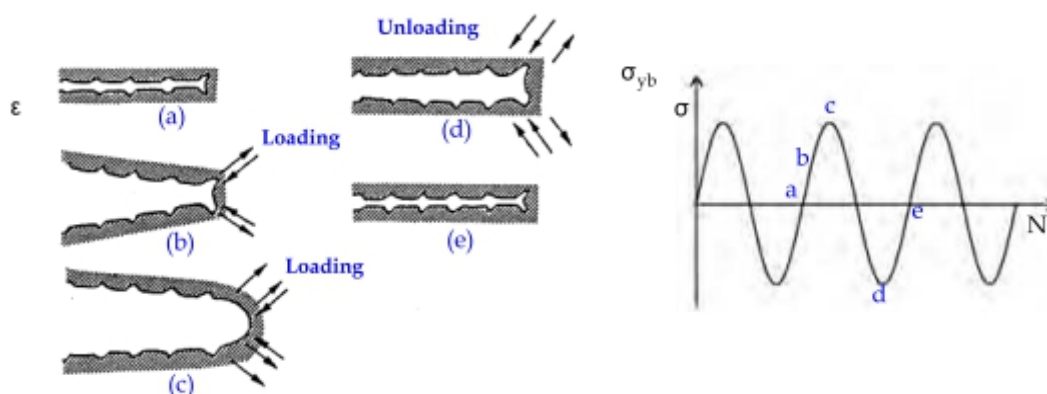 Unloading
(a)
ε
(d)
Loading
(b)
(e)
Loading
(c)
σyb
σ
c
b
a
e
N
d